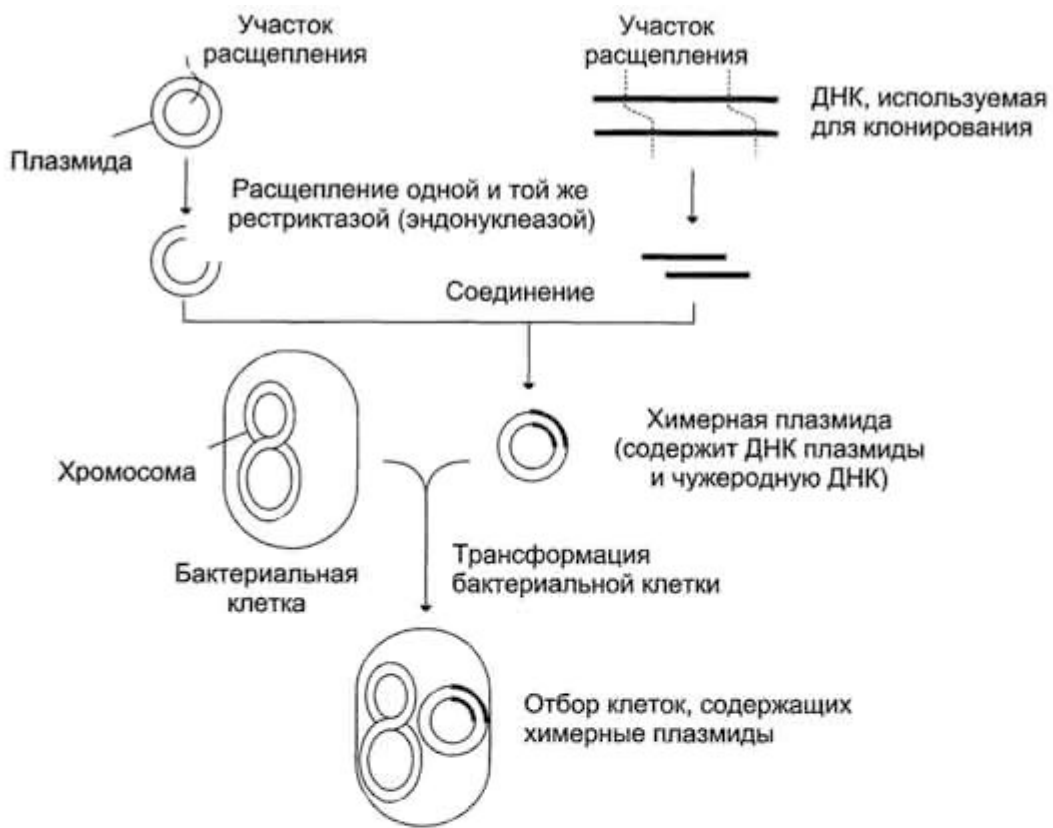 Участок
расщепления
Участок
расщепления
ДНК, используемая
для клонирования
Плазмида
Расщепление одной и той же
рестриктазой (эндонуклеазой)
Соединение
Химерная плазмида
(содержит ДНК плазмиды
и чужеродную ДНК)
Хромосома
Бактериальная
клетка
Трансформация
бактериальной клетки
Отбор клеток, содержащих
химерные плазмиды